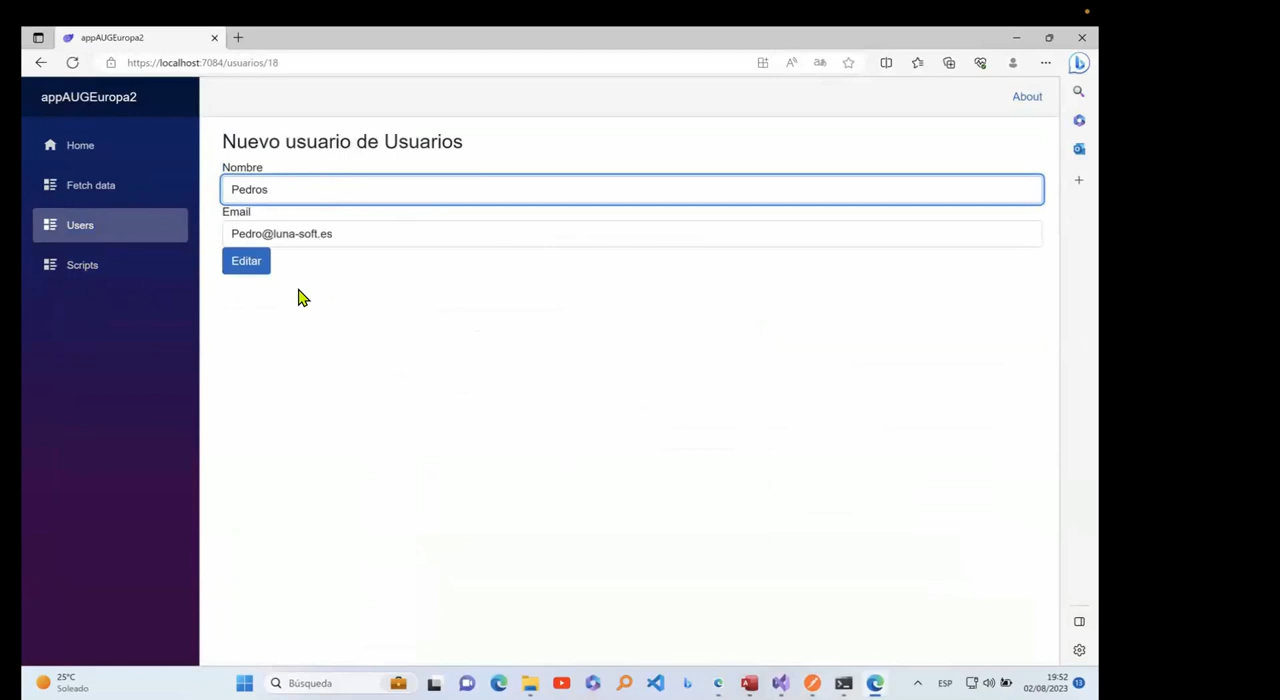 appAUGEuropa2
https://localhost:7084/usuarios/18
appAUGEuropa2
About
Home
Fetch data
Users
Scripts
Nuevo usuario de Usuarios
Nombre
Pedros
Email
Pedro@luna-soft.es
Editar
25°C
Soleado
Búsqueda
ESP
19:52
02/08/2023